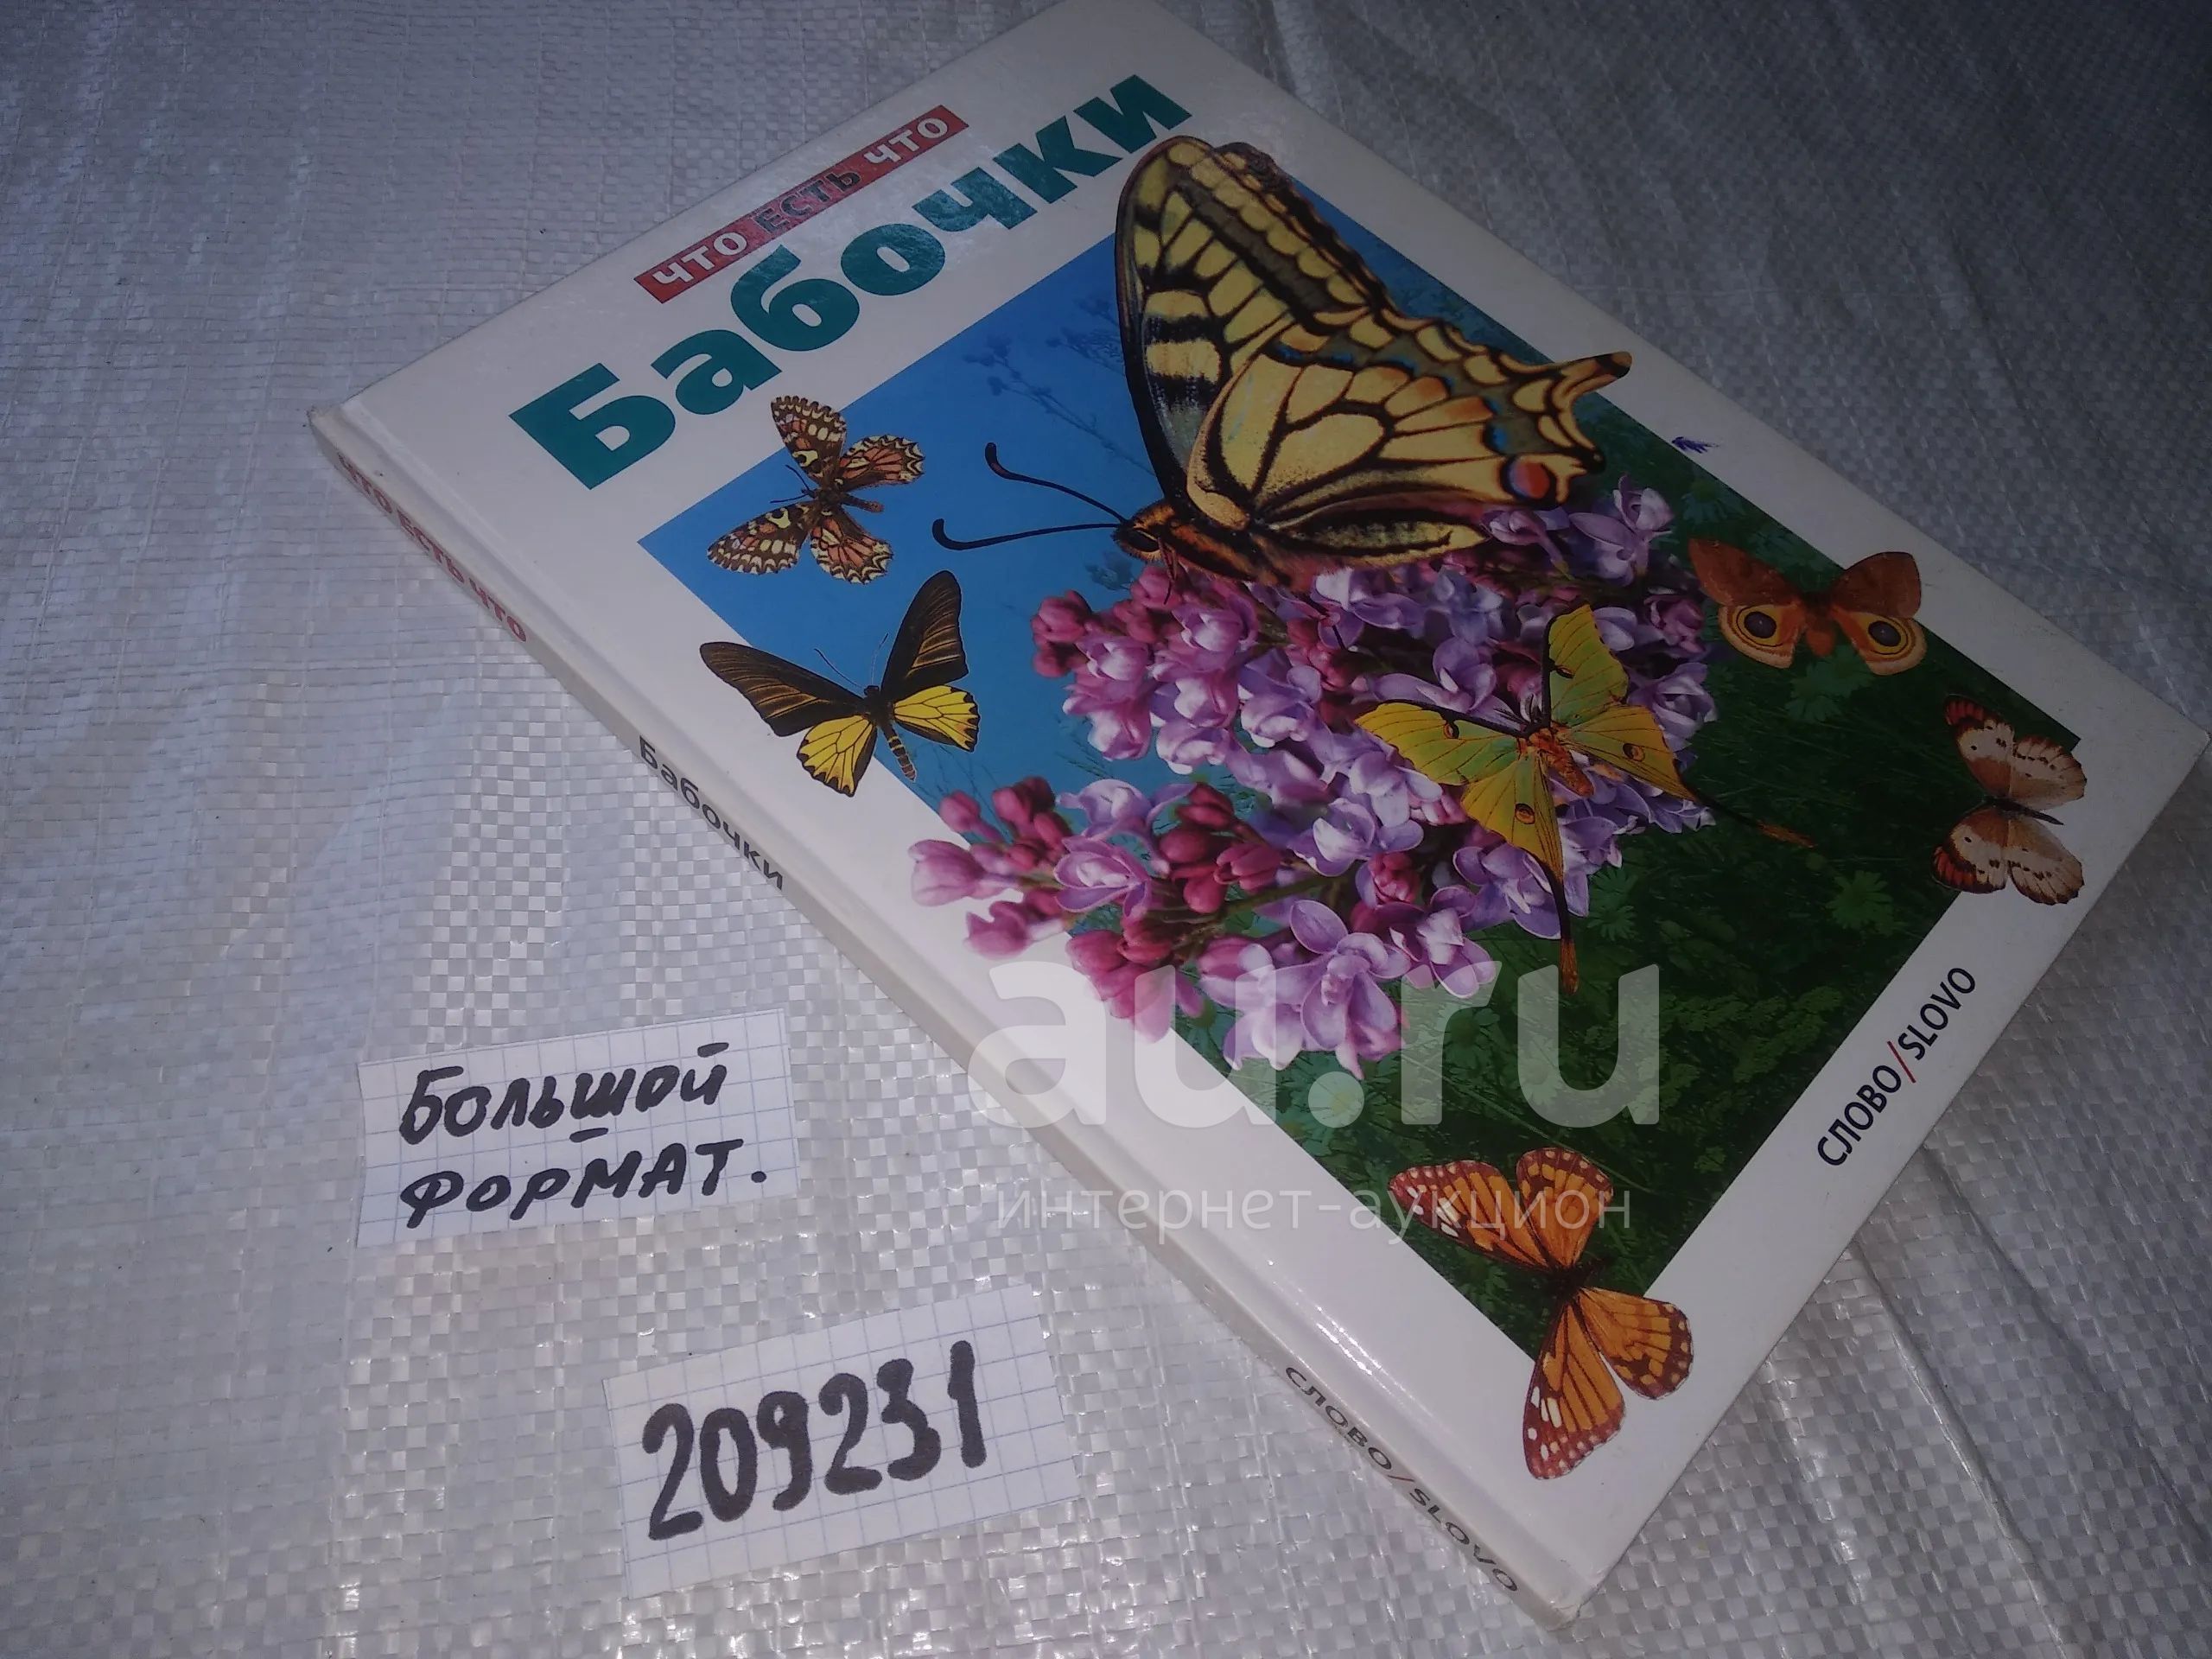 ЧТО ЕСТЬ ЧТО
Бабочки
ЧТО ЕСТЬ ЧТО
Бабочки
СЛОВО/SLOVO
СЛОВО/SLOVO
Большой
формат.
209231
au.ru
интернет-аукцион